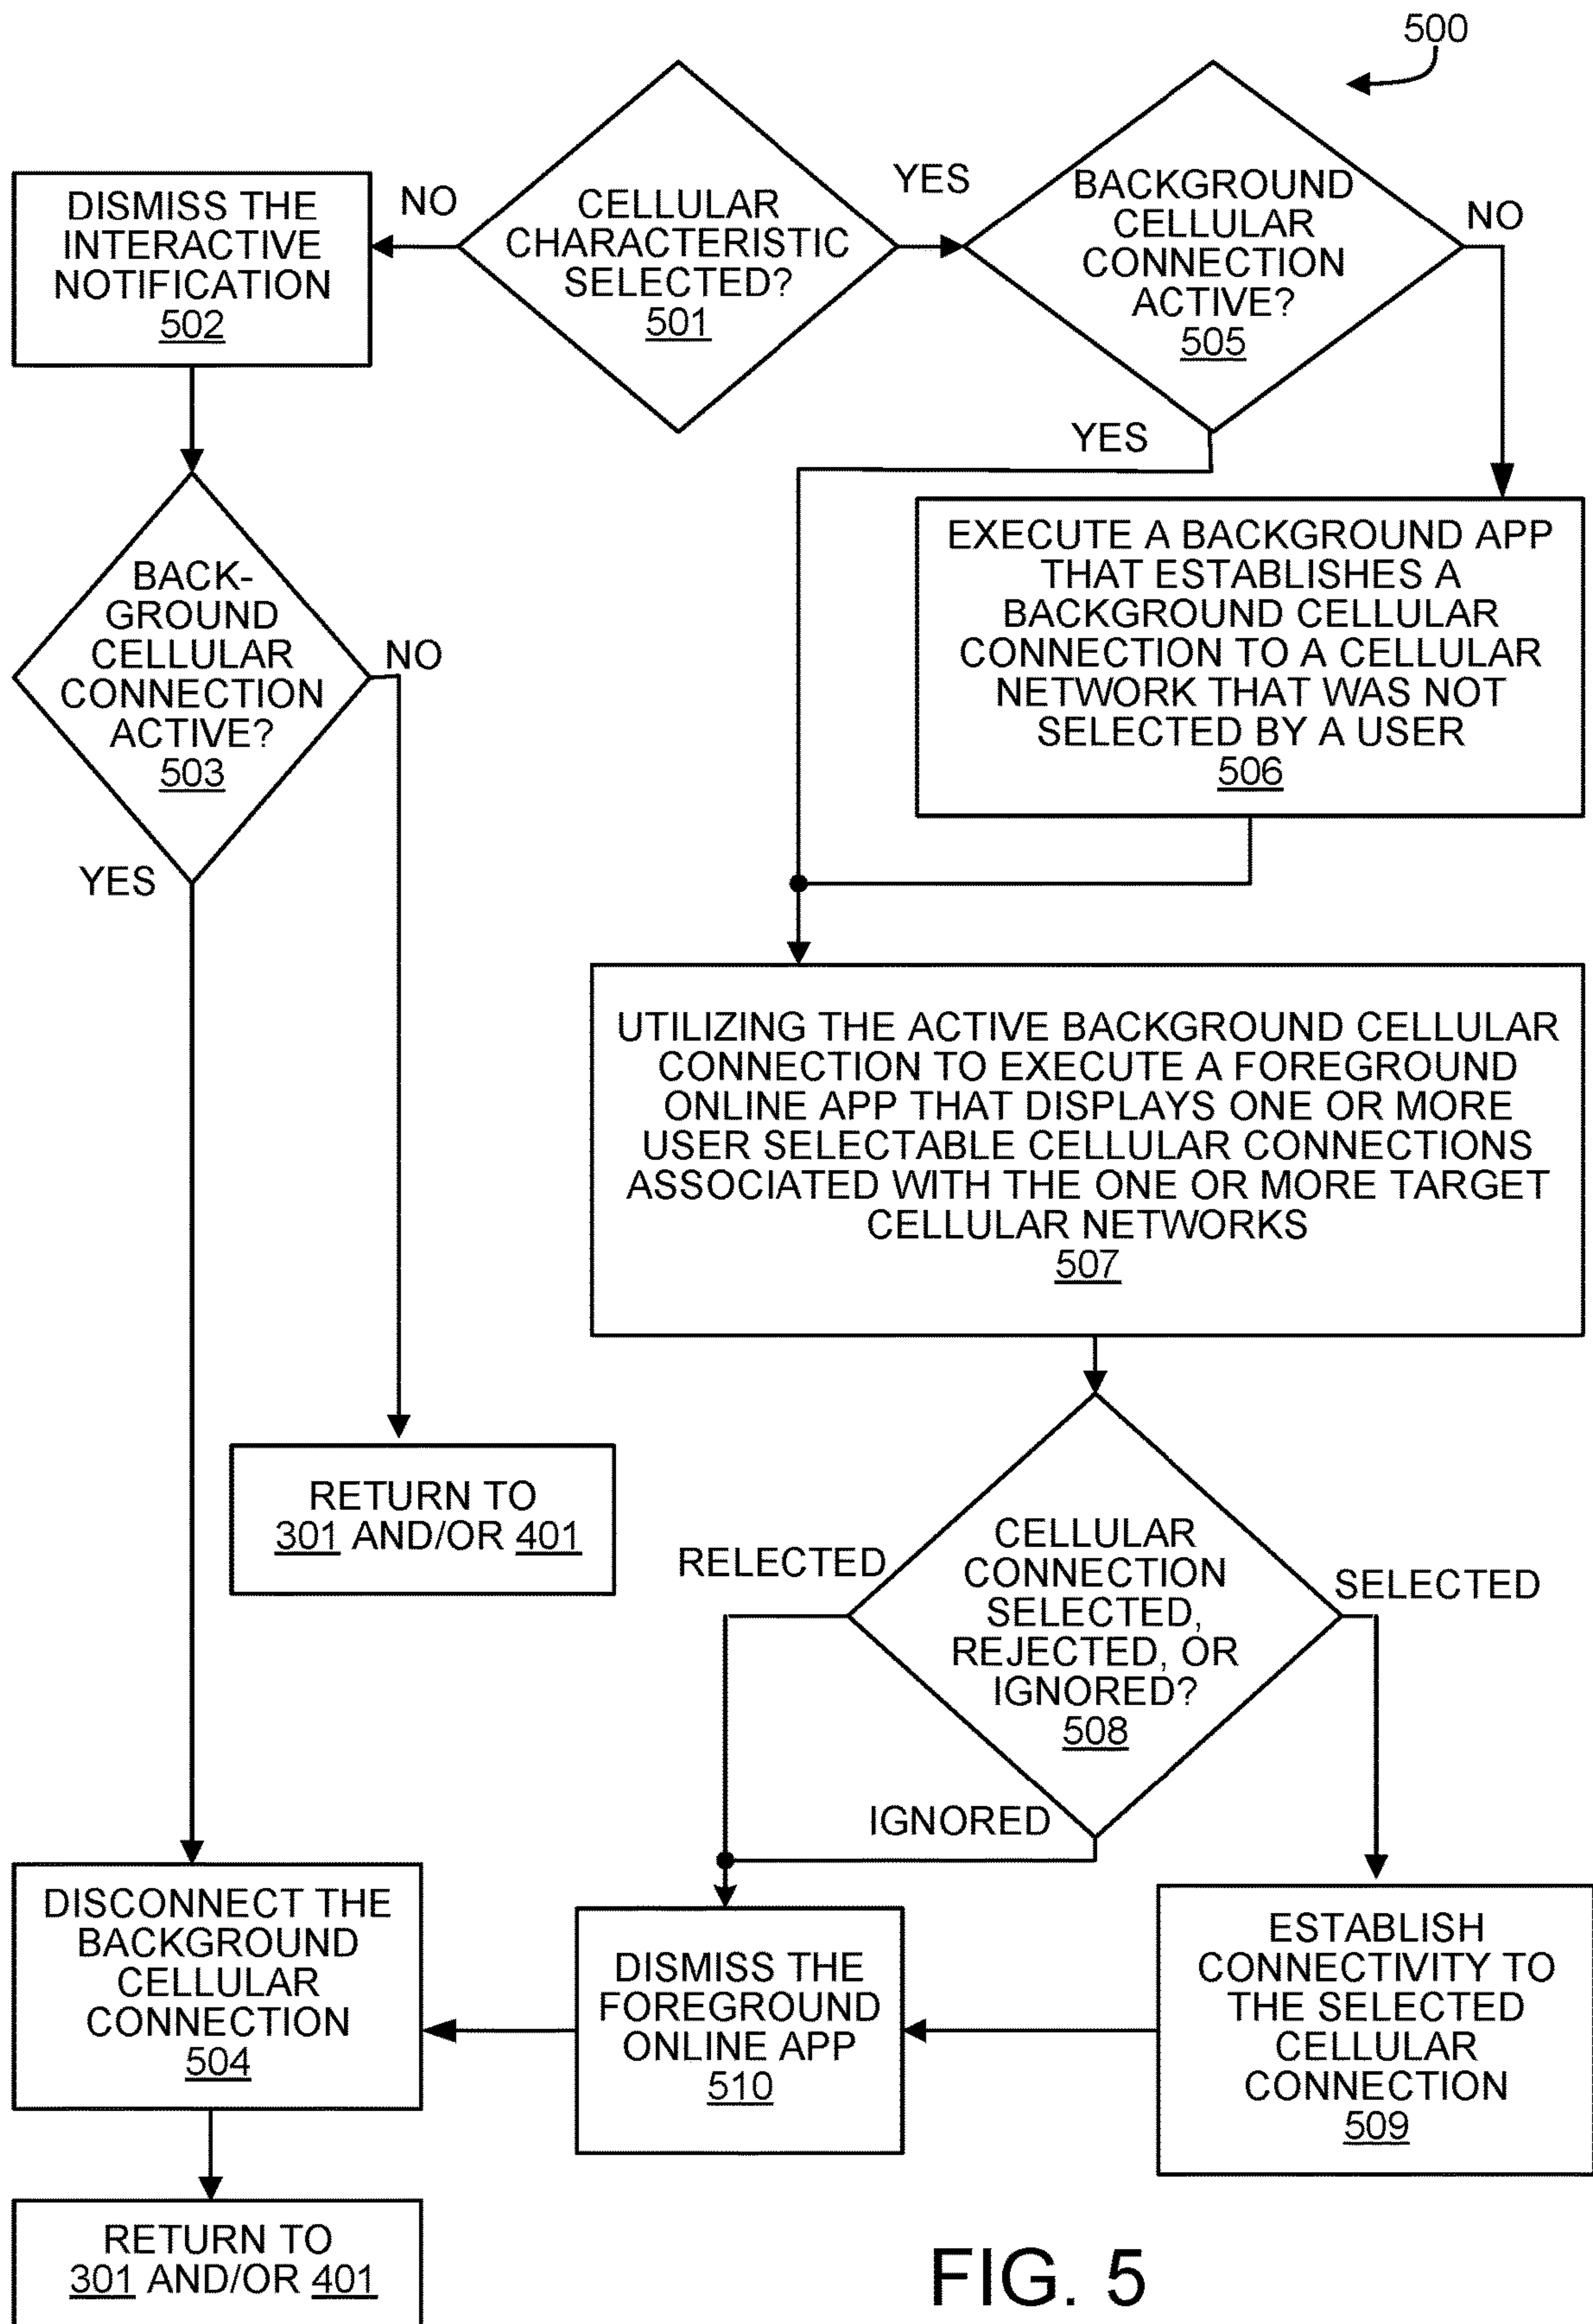 500
DISMISS THE
INTERACTIVE
NOTIFICATION
502
NO
CELLULAR
CHARACTERISTIC
SELECTED?
501
YES
BACKGROUND
CELLULAR
CONNECTION
ACTIVE?
505
NO
YES
BACK-
GROUND
CELLULAR
CONNECTION
ACTIVE?
503
NO
YES
EXECUTE A BACKGROUND APP
THAT ESTABLISHES A
BACKGROUND CELLULAR
CONNECTION TO A CELLULAR
NETWORK THAT WAS NOT
SELECTED BY A USER
506
UTILIZING THE ACTIVE BACKGROUND CELLULAR
CONNECTION TO EXECUTE A FOREGROUND
ONLINE APP THAT DISPLAYS ONE OR MORE
USER SELECTABLE CELLULAR CONNECTIONS
ASSOCIATED WITH THE ONE OR MORE TARGET
CELLULAR NETWORKS
507
RETURN TO
301 AND/OR 401
RELECTED
CELLULAR
CONNECTION
SELECTED,
REJECTED, OR
IGNORED?
508
SELECTED
IGNORED
DISCONNECT THE
BACKGROUND
CELLULAR
CONNECTION
504
DISMISS THE
FOREGROUND
ONLINE APP
510
ESTABLISH
CONNECTIVITY TO
THE SELECTED
CELLULAR
CONNECTION
509
RETURN TO
301 AND/OR 401
FIG. 5